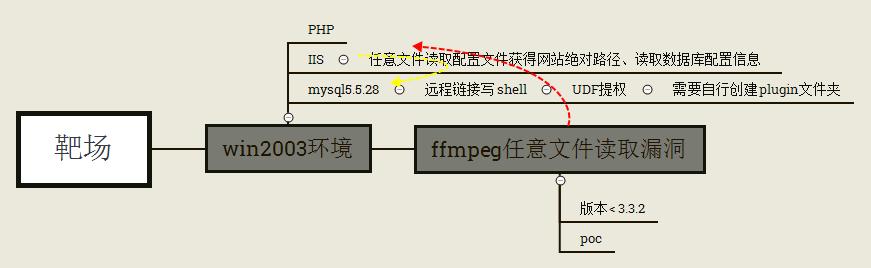 PHP
IIS 任意文件读取配置文件获得网站绝对路径、读取数据库配置信息
mysql5.5.28 远程链接写 shell UDF提权 需要自行创建plugin文件夹
靶场 win2003环境 ffmpeg任意文件读取漏洞
版本<3.3.2
poc